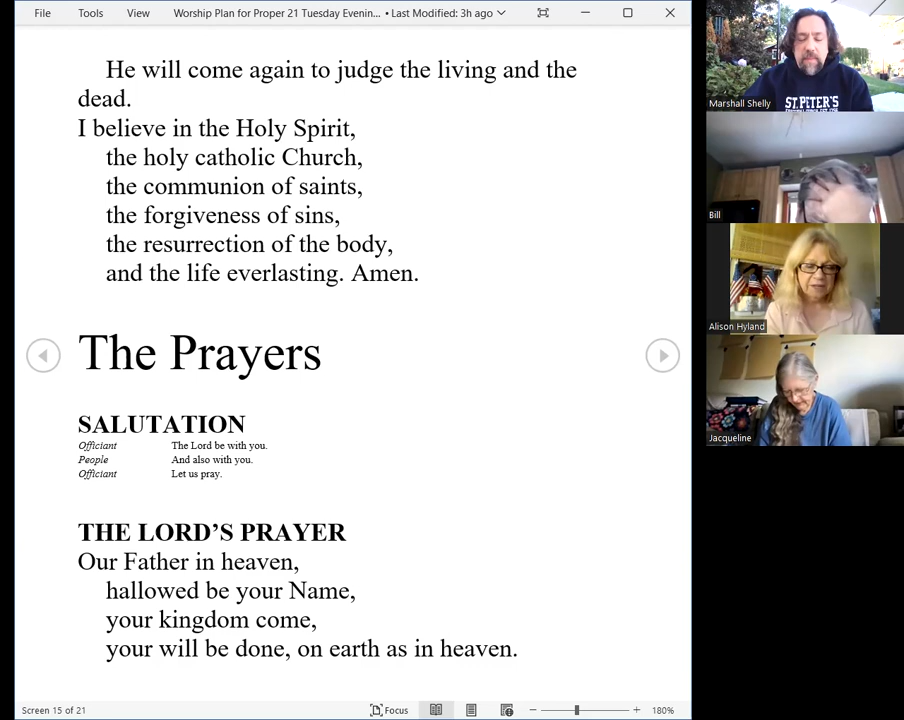 File Tools View Worship Plan for Proper 21 Tuesday Evenin... • Last Modified: 3h ago
He will come again to judge the living and the
dead.
I believe in the Holy Spirit,
the holy catholic Church,
the communion of saints,
the forgiveness of sins,
the resurrection of the body,
and the life everlasting. Amen.
The Prayers
SALUTATION
Officiant The Lord be with you.
People And also with you.
Officiant Let us pray.
THE LORD’S PRAYER
Our Father in heaven,
hallowed be your Name,
your kingdom come,
your will be done, on earth as in heaven.
Screen 15 of 21 Focus 180%
ST. PETER'S
Marshall Shelly
Bill
Alison Hyland
Jacqueline